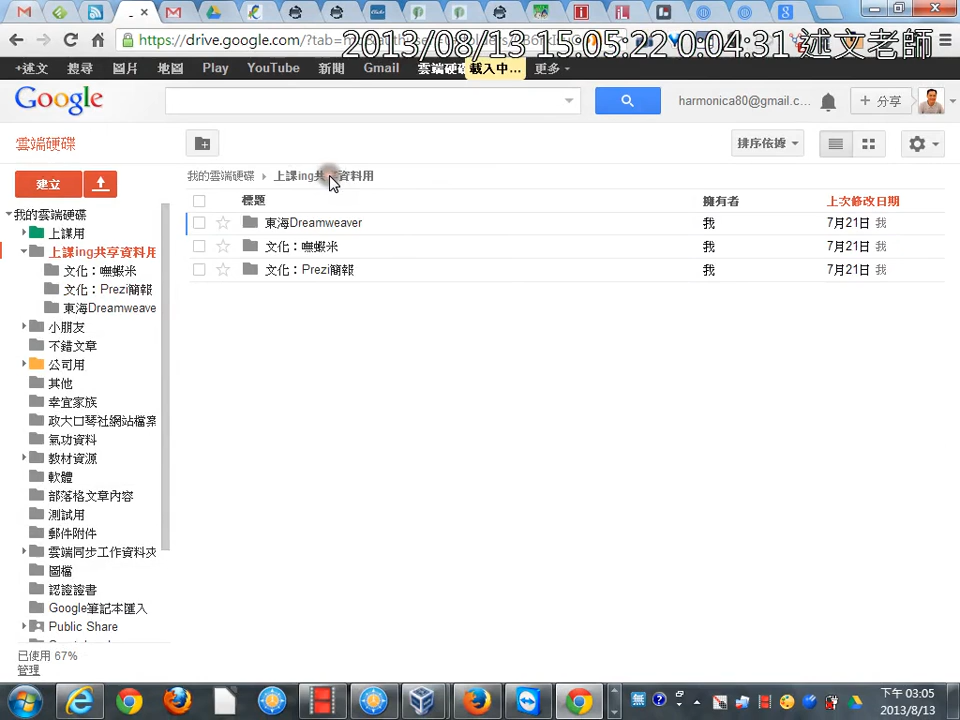 https://drive.google.com/?tab=
2013/08/13 15:05:22 0:04:31 述文老師
+述文 搜尋 圖片 地圖 Play YouTube 新聞 Gmail 雲端硬碟 載入中... 更多
Google
harmonica80@gmail.c...
分享
雲端硬碟
排序依據
建立
我的雲端硬碟 上課ing共享資料用
標題 擁有者 上次修改日期
東海Dreamweaver 我 7月21日 我
文化：嘸蝦米 我 7月21日 我
文化：Prezi簡報 我 7月21日 我
我的雲端硬碟
上課用
上課ing共享資料用
文化：嘸蝦米
文化：Prezi簡報
東海Dreamweave
小朋友
不錯文章
公司用
其他
幸宜家族
政大口琴社網站檔案
氣功資料
教材資源
軟體
部落格文章內容
測試用
郵件附件
雲端同步工作資料夾
圖檔
認證證書
Google筆記本匯入
Public Share
已使用 67%
管理
下午 03:05
2013/8/13